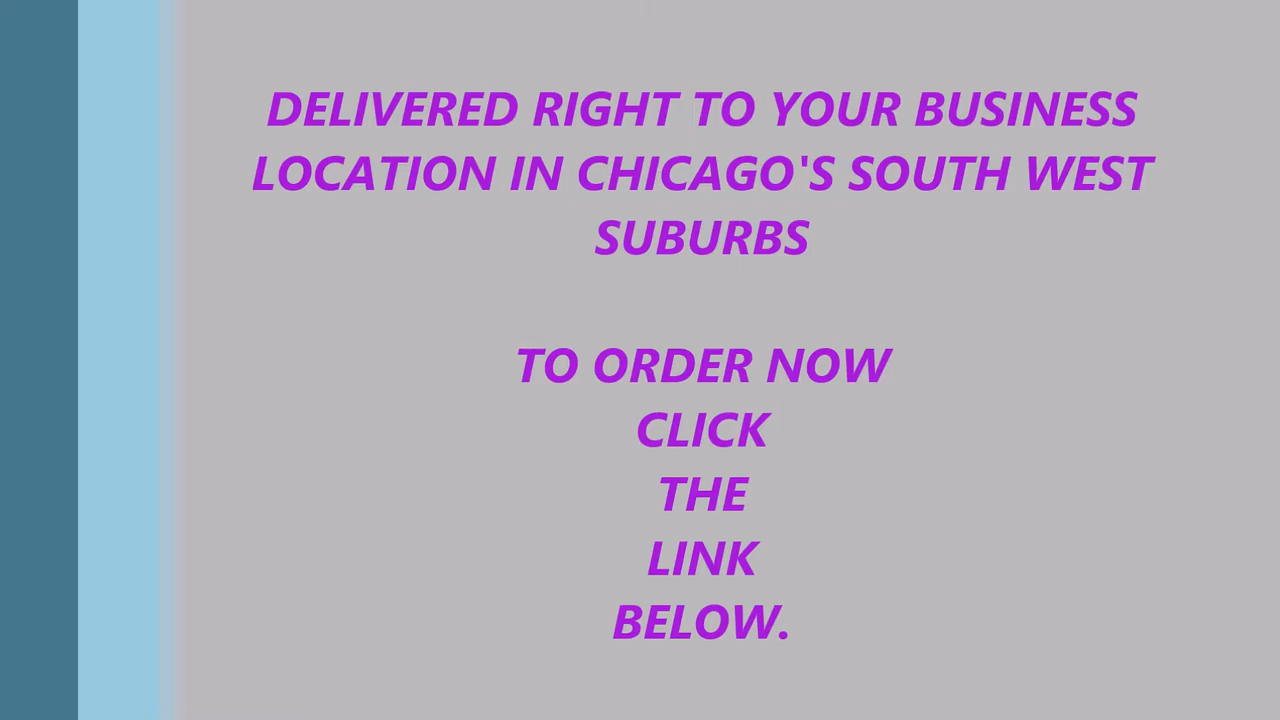 DELIVERED RIGHT TO YOUR BUSINESS
LOCATION IN CHICAGO'S SOUTH WEST
SUBURBS
TO ORDER NOW
CLICK
THE
LINK
BELOW.